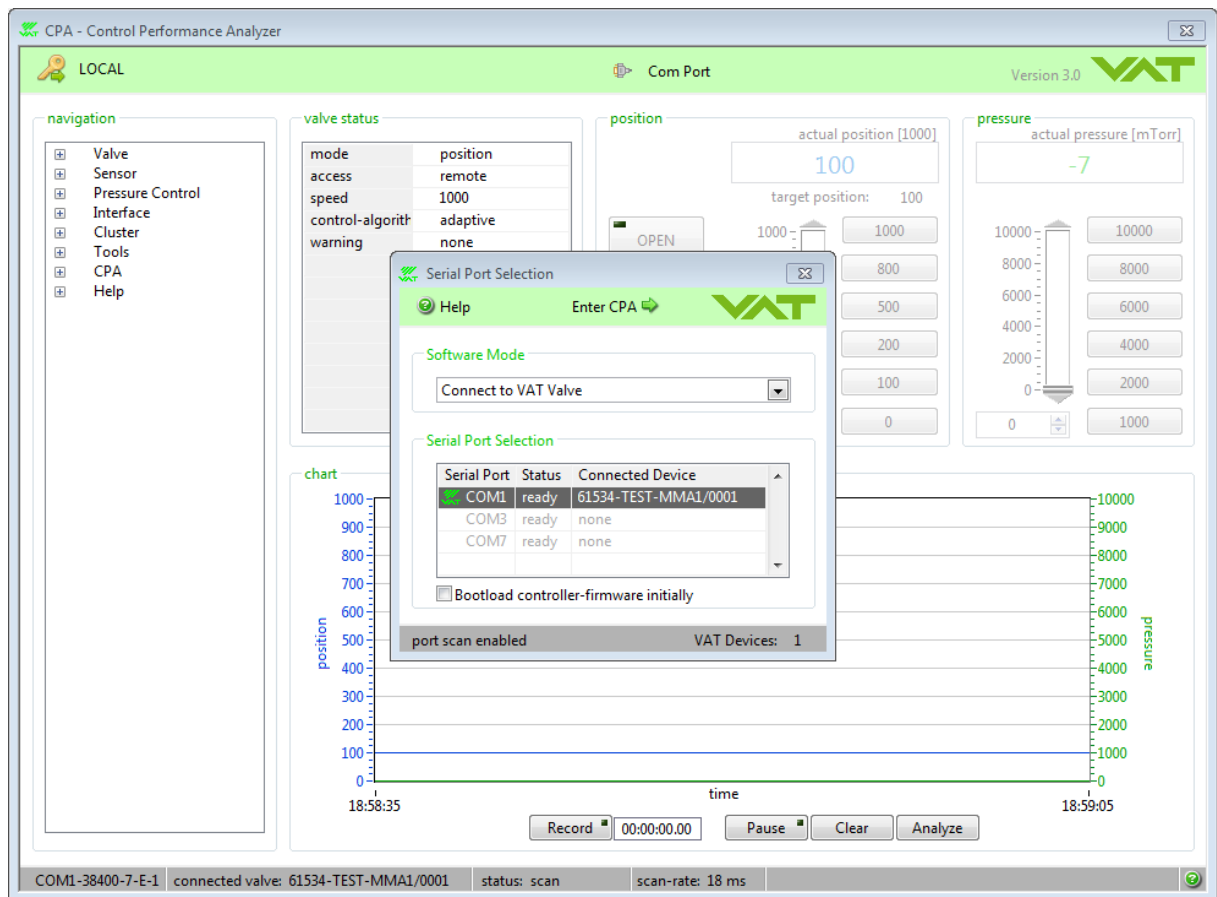 CPA - Control Performance Analyzer
LOCAL
Com Port
Version 3.0
VAT
navigation
Valve
Sensor
Pressure Control
Interface
Cluster
Tools
CPA
Help
valve status
mode position
access remote
speed 1000
control-algorith adaptive
warning none
position
actual position [1000]
100
target position: 100
OPEN
1000
1000
800
500
200
100
0
pressure
actual pressure [mTorr]
-7
10000
8000
6000
4000
2000
0
10000
8000
6000
4000
2000
1000
0
Serial Port Selection
Help
Enter CPA
VAT
Software Mode
Connect to VAT Valve
Serial Port Selection
Serial Port Status Connected Device
COM1 ready 61534-TEST-MMA1/0001
COM3 ready none
COM7 ready none
Bootload controller-firmware initially
port scan enabled VAT Devices: 1
chart
1000
900
800
700
600
500
400
300
200
100
0
position
10000
9000
8000
7000
6000
5000
4000
3000
2000
1000
0
pressure
18:58:35
time
18:59:05
Record 00:00:00.00 Pause Clear Analyze
COM1-38400-7-E-1 connected valve: 61534-TEST-MMA1/0001 status: scan scan-rate: 18 ms